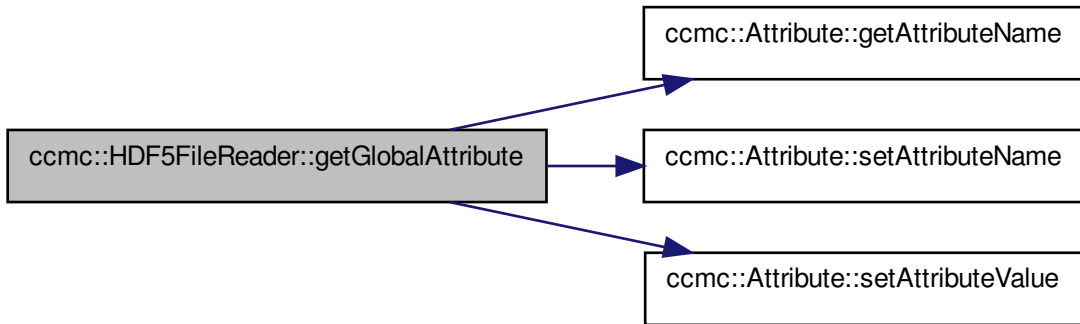 ccmc::Attribute::getAttributeName
ccmc::HDF5FileReader::getGlobalAttribute
ccmc::Attribute::setAttributeName
ccmc::Attribute::setAttributeValue